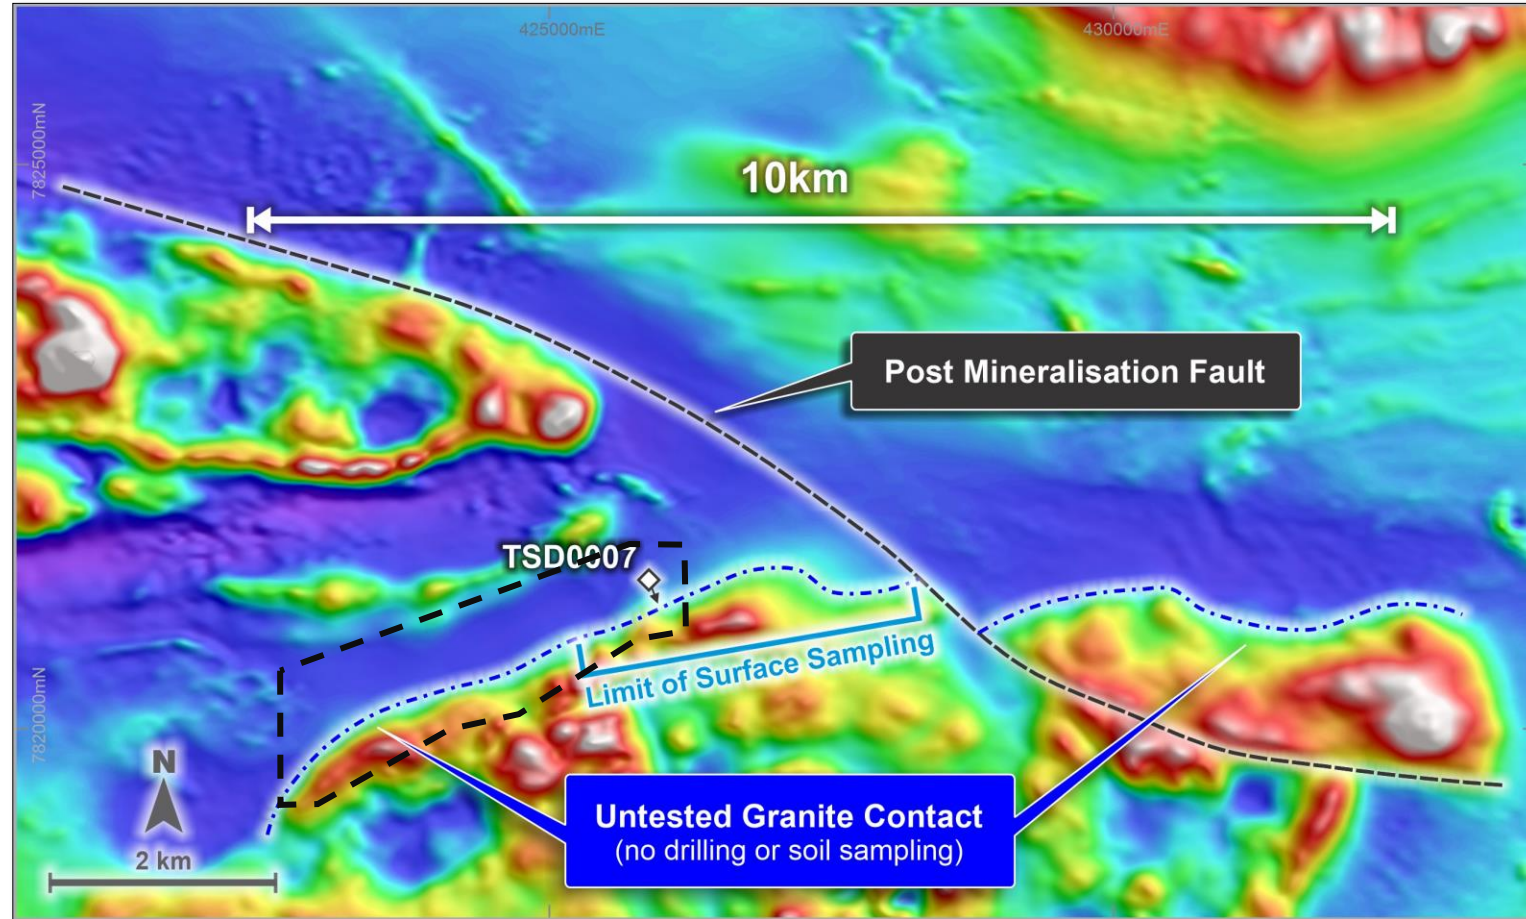 425000mE
430000mE
7825000mN
10km
Post Mineralisation Fault
TSD0007
Limit of Surface Sampling
7820000mN
Untested Granite Contact
(no drilling or soil sampling)
N
2 km